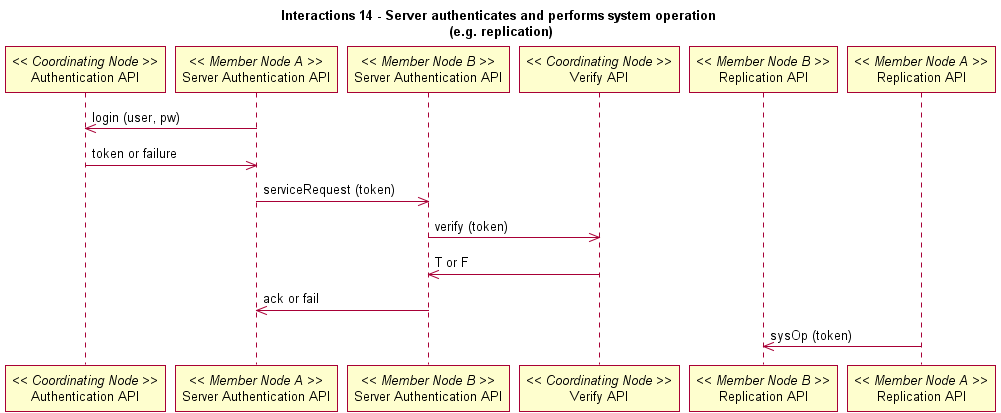 Interactions 14 - Server authenticates and performs system operation
(e.g. replication)
<< Coordinating Node >>
Authentication API
<< Member Node A >>
Server Authentication API
<< Member Node B >>
Server Authentication API
<< Coordinating Node >>
Verify API
<< Member Node B >>
Replication API
<< Member Node A >>
Replication API
login (user, pw)
token or failure
serviceRequest (token)
verify (token)
T or F
ack or fail
sysOp (token)
<< Coordinating Node >>
Authentication API
<< Member Node A >>
Server Authentication API
<< Member Node B >>
Server Authentication API
<< Coordinating Node >>
Verify API
<< Member Node B >>
Replication API
<< Member Node A >>
Replication API